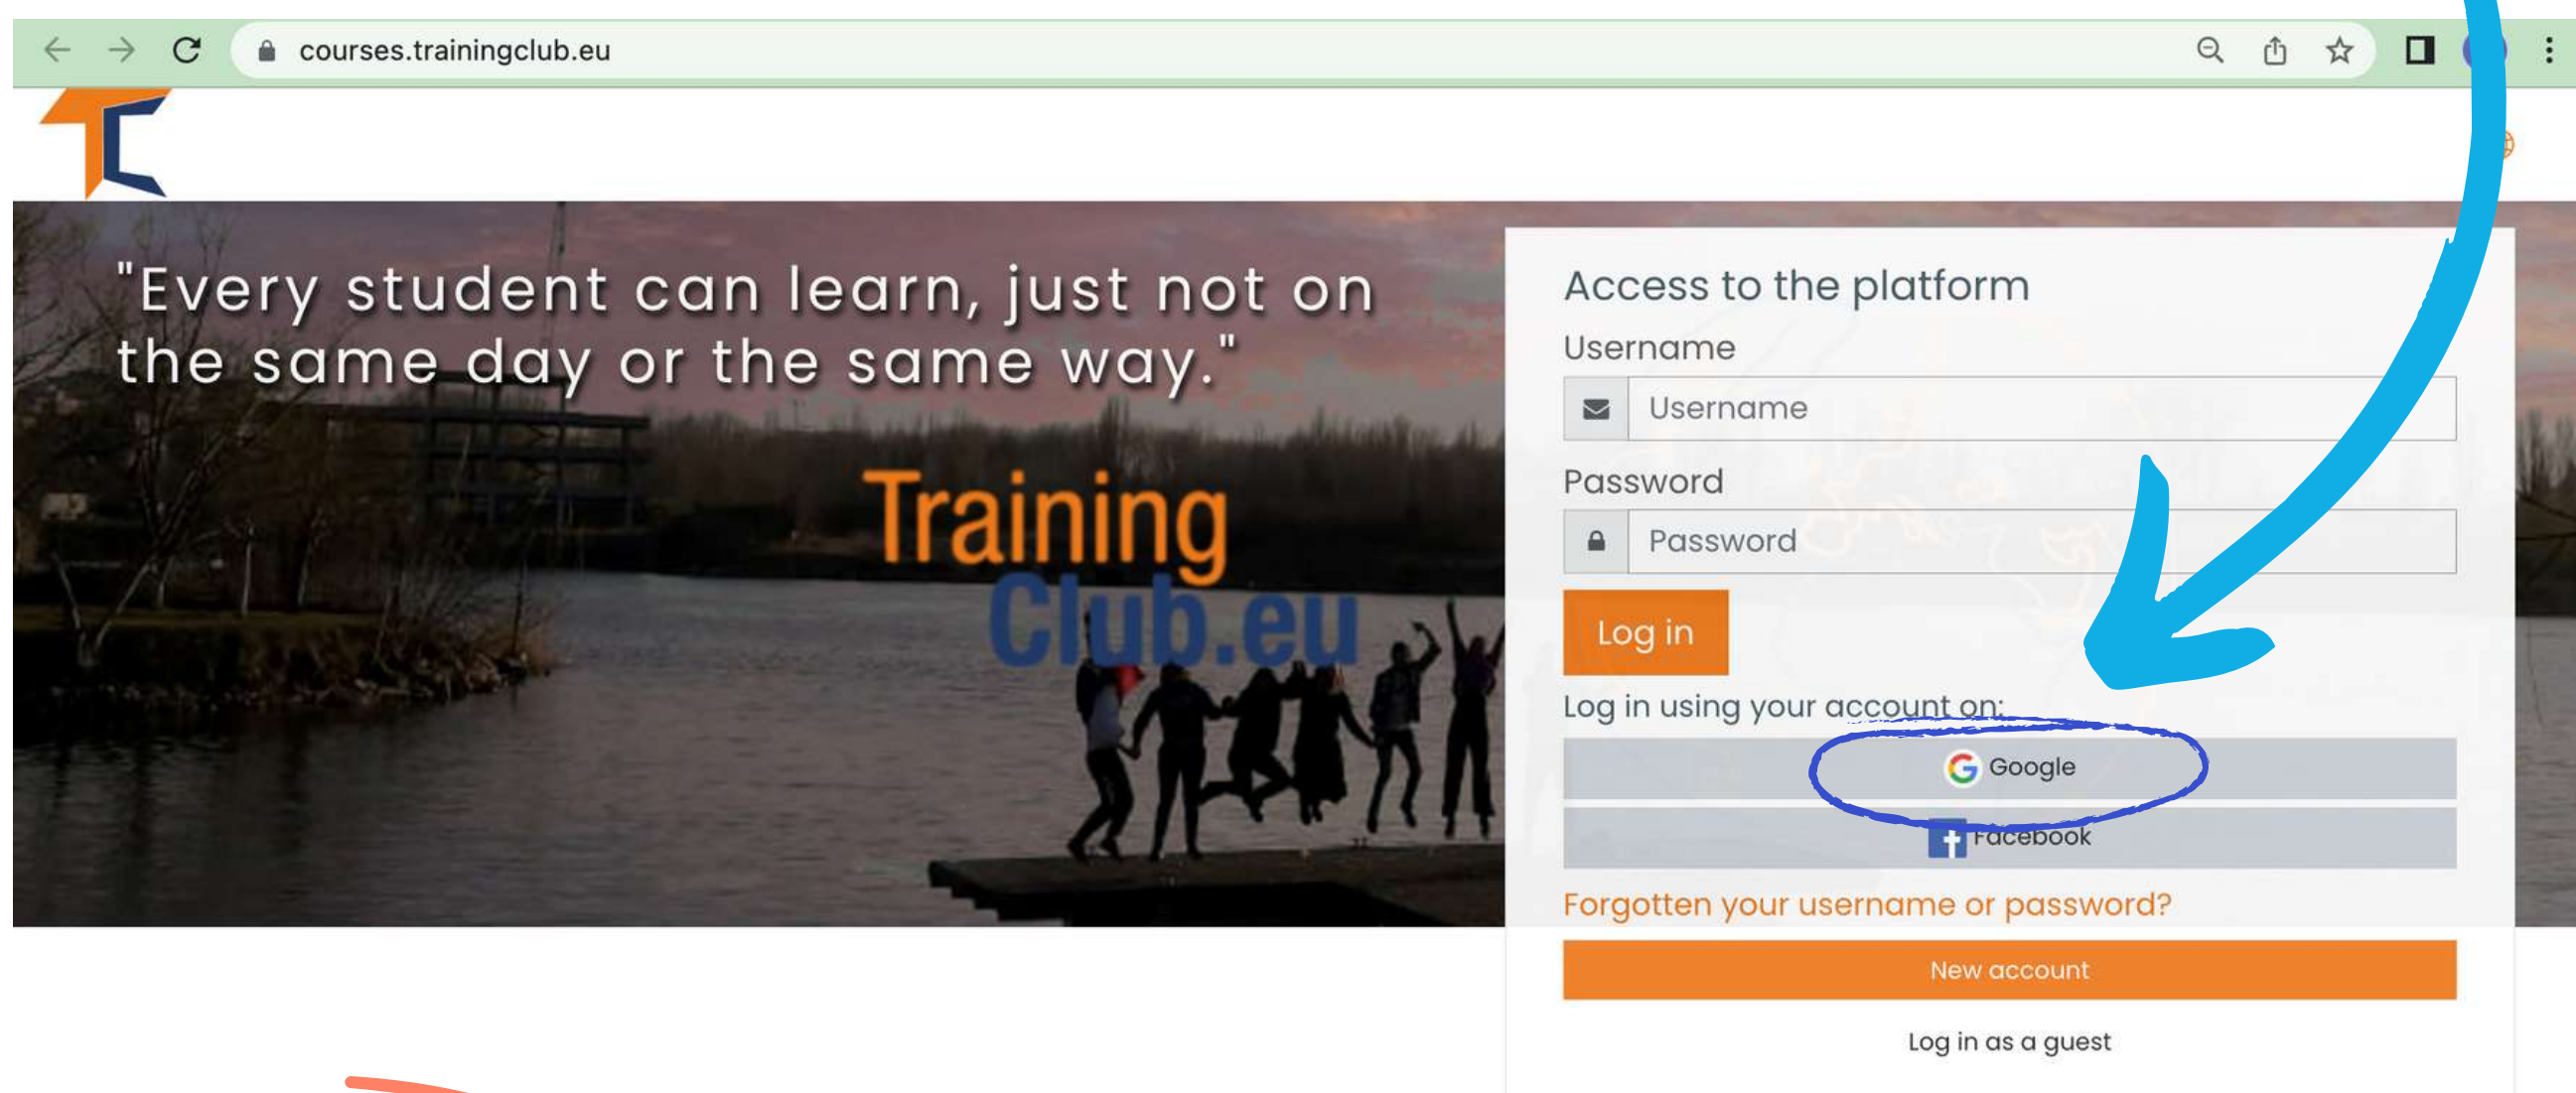 courses.trainingclub.eu
TC
"Every student can learn, just not on
the same day or the same way."
Training
Club.eu
Access to the platform
Username
Username
Password
Password
Log in
Log in using your account on:
Google
Facebook
Forgotten your username or password?
New account
Log in as a guest